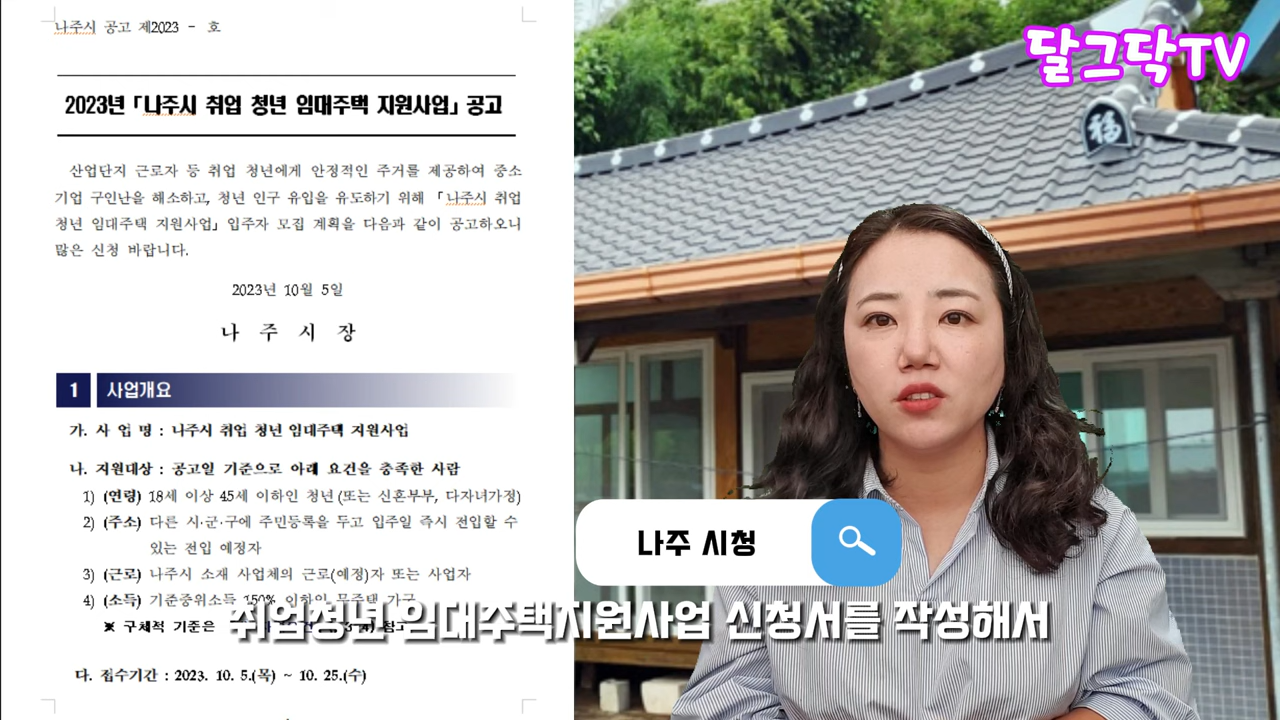 나주시 공고 제2023 - 호
2023년 「나주시 취업 청년 임대주택 지원사업」 공고
산업단지 근로자 등 취업 청년에게 안정적인 주거를 제공하여 중소
기업 구인난을 해소하고, 청년 인구 유입을 유도하기 위해 「나주시 취업
청년 임대주택 지원사업」 입주자 모집 계획을 다음과 같이 공고하오니
많은 신청 바랍니다.
2023년 10월 5일
나 주 시 장
1 사업개요
가. 사 업 명 : 나주시 취업 청년 임대주택 지원사업
나. 지원대상 : 공고일 기준으로 아래 요건을 충족한 사람
1) (연령) 18세 이상 45세 이하인 청년(또는 신혼부부, 다자녀가정)
2) (주소) 다른 시·군·구에 주민등록을 두고 입주일 즉시 전입할 수
있는 전입 예정자
3) (근로) 나주시 소재 사업체의 근로(예정)자 또는 사업자
4) (소득) 기준중위소득 150% 이하인 무주택 가구
※ 구체적 기준은
다. 접수기간 : 2023. 10. 5.(목) ~ 10. 25.(수)
달그닥TV
福
나주 시청
취업청년 임대주택지원사업 신청서를 작성해서